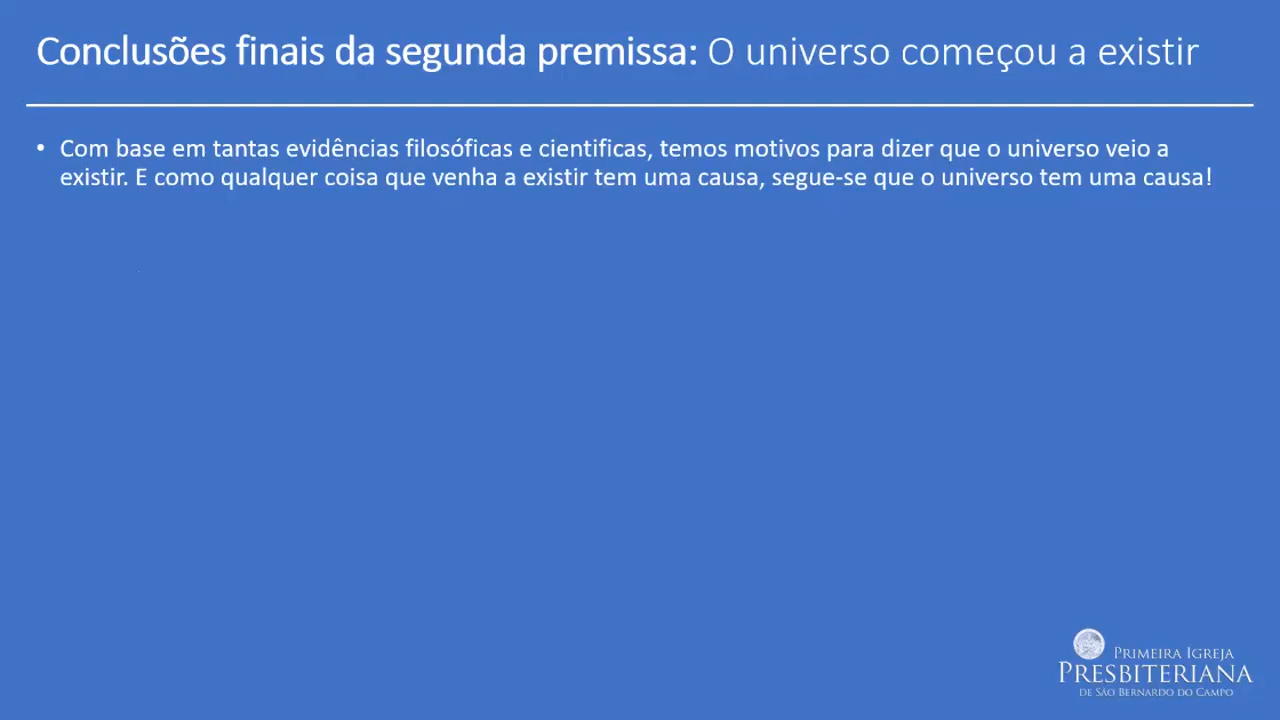 Conclusões finais da segunda premissa: O universo começou a existir
• Com base em tantas evidências filosóficas e cientificas, temos motivos para dizer que o universo veio a
existir. E como qualquer coisa que venha a existir tem uma causa, segue-se que o universo tem uma causa!
PRIMEIRA IGREJA
PRESBITERIANA
DE SÃO BERNARDO DO CAMPO